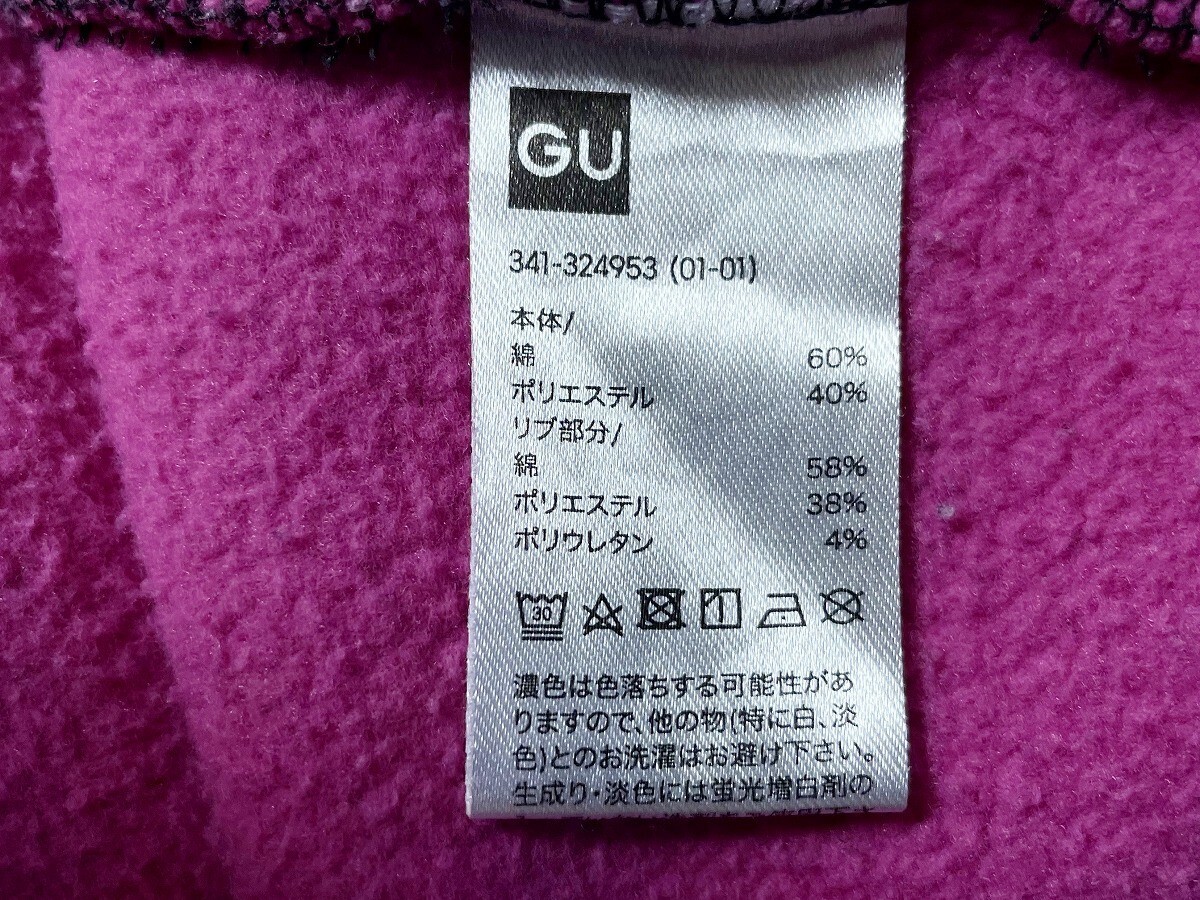 GU
341-324953 (01-01)
本体/
綿 60%
ポリエステル 40%
リブ部分/
綿 58%
ポリエステル 38%
ポリウレタン 4%
30
濃色は色落ちする可能性があ
りますので、他の物(特に白、淡
色)とのお洗濯はお避け下さい。
生成り・淡色には蛍光増白剤の